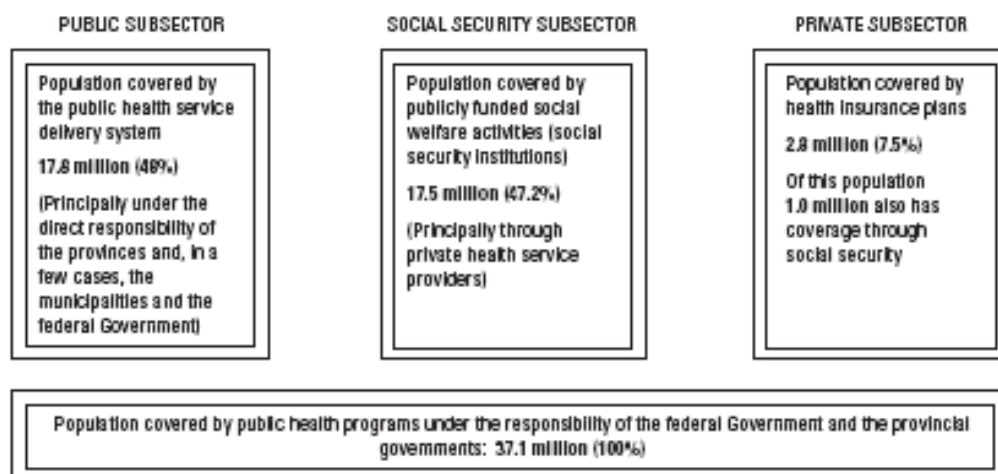 PUBLIC SUBSECTOR
Population covered by
the public health service
delivery system
17.8 million (48%)
(Principally under the
direct responsibility of
the provinces and, in a
few cases, the
municipalities and the
federal Government)
SOCIAL SECURITY SUBSECTOR
Population covered by
publicly funded social
welfare activities (social
security institutions)
17.5 million (47.2%)
(Principally through
private health service
providers)
PRIVATE SUBSECTOR
Population covered by
health insurance plans
2.8 million (7.5%)
Of this population
1.0 million also has
coverage through
social security
Population covered by public health programs under the responsibility of the federal Government and the provincial
governments: 37.1 million (100%)